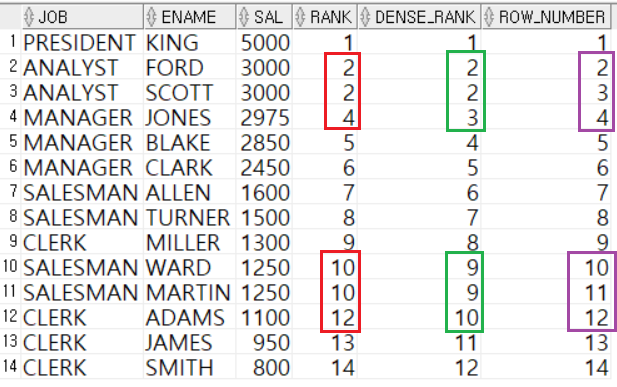 JOB ENAME SAL RANK DENSE_RANK ROW_NUMBER
1 PRESIDENT KING 5000 1 1 1
2 ANALYST FORD 3000 2 2 2
3 ANALYST SCOTT 3000 2 2 3
4 MANAGER JONES 2975 4 3 4
5 MANAGER BLAKE 2850 5 4 5
6 MANAGER CLARK 2450 6 5 6
7 SALESMAN ALLEN 1600 7 6 7
8 SALESMAN TURNER 1500 8 7 8
9 CLERK MILLER 1300 9 8 9
10 SALESMAN WARD 1250 10 9 10
11 SALESMAN MARTIN 1250 10 9 11
12 CLERK ADAMS 1100 12 10 12
13 CLERK JAMES 950 13 11 13
14 CLERK SMITH 800 14 12 14